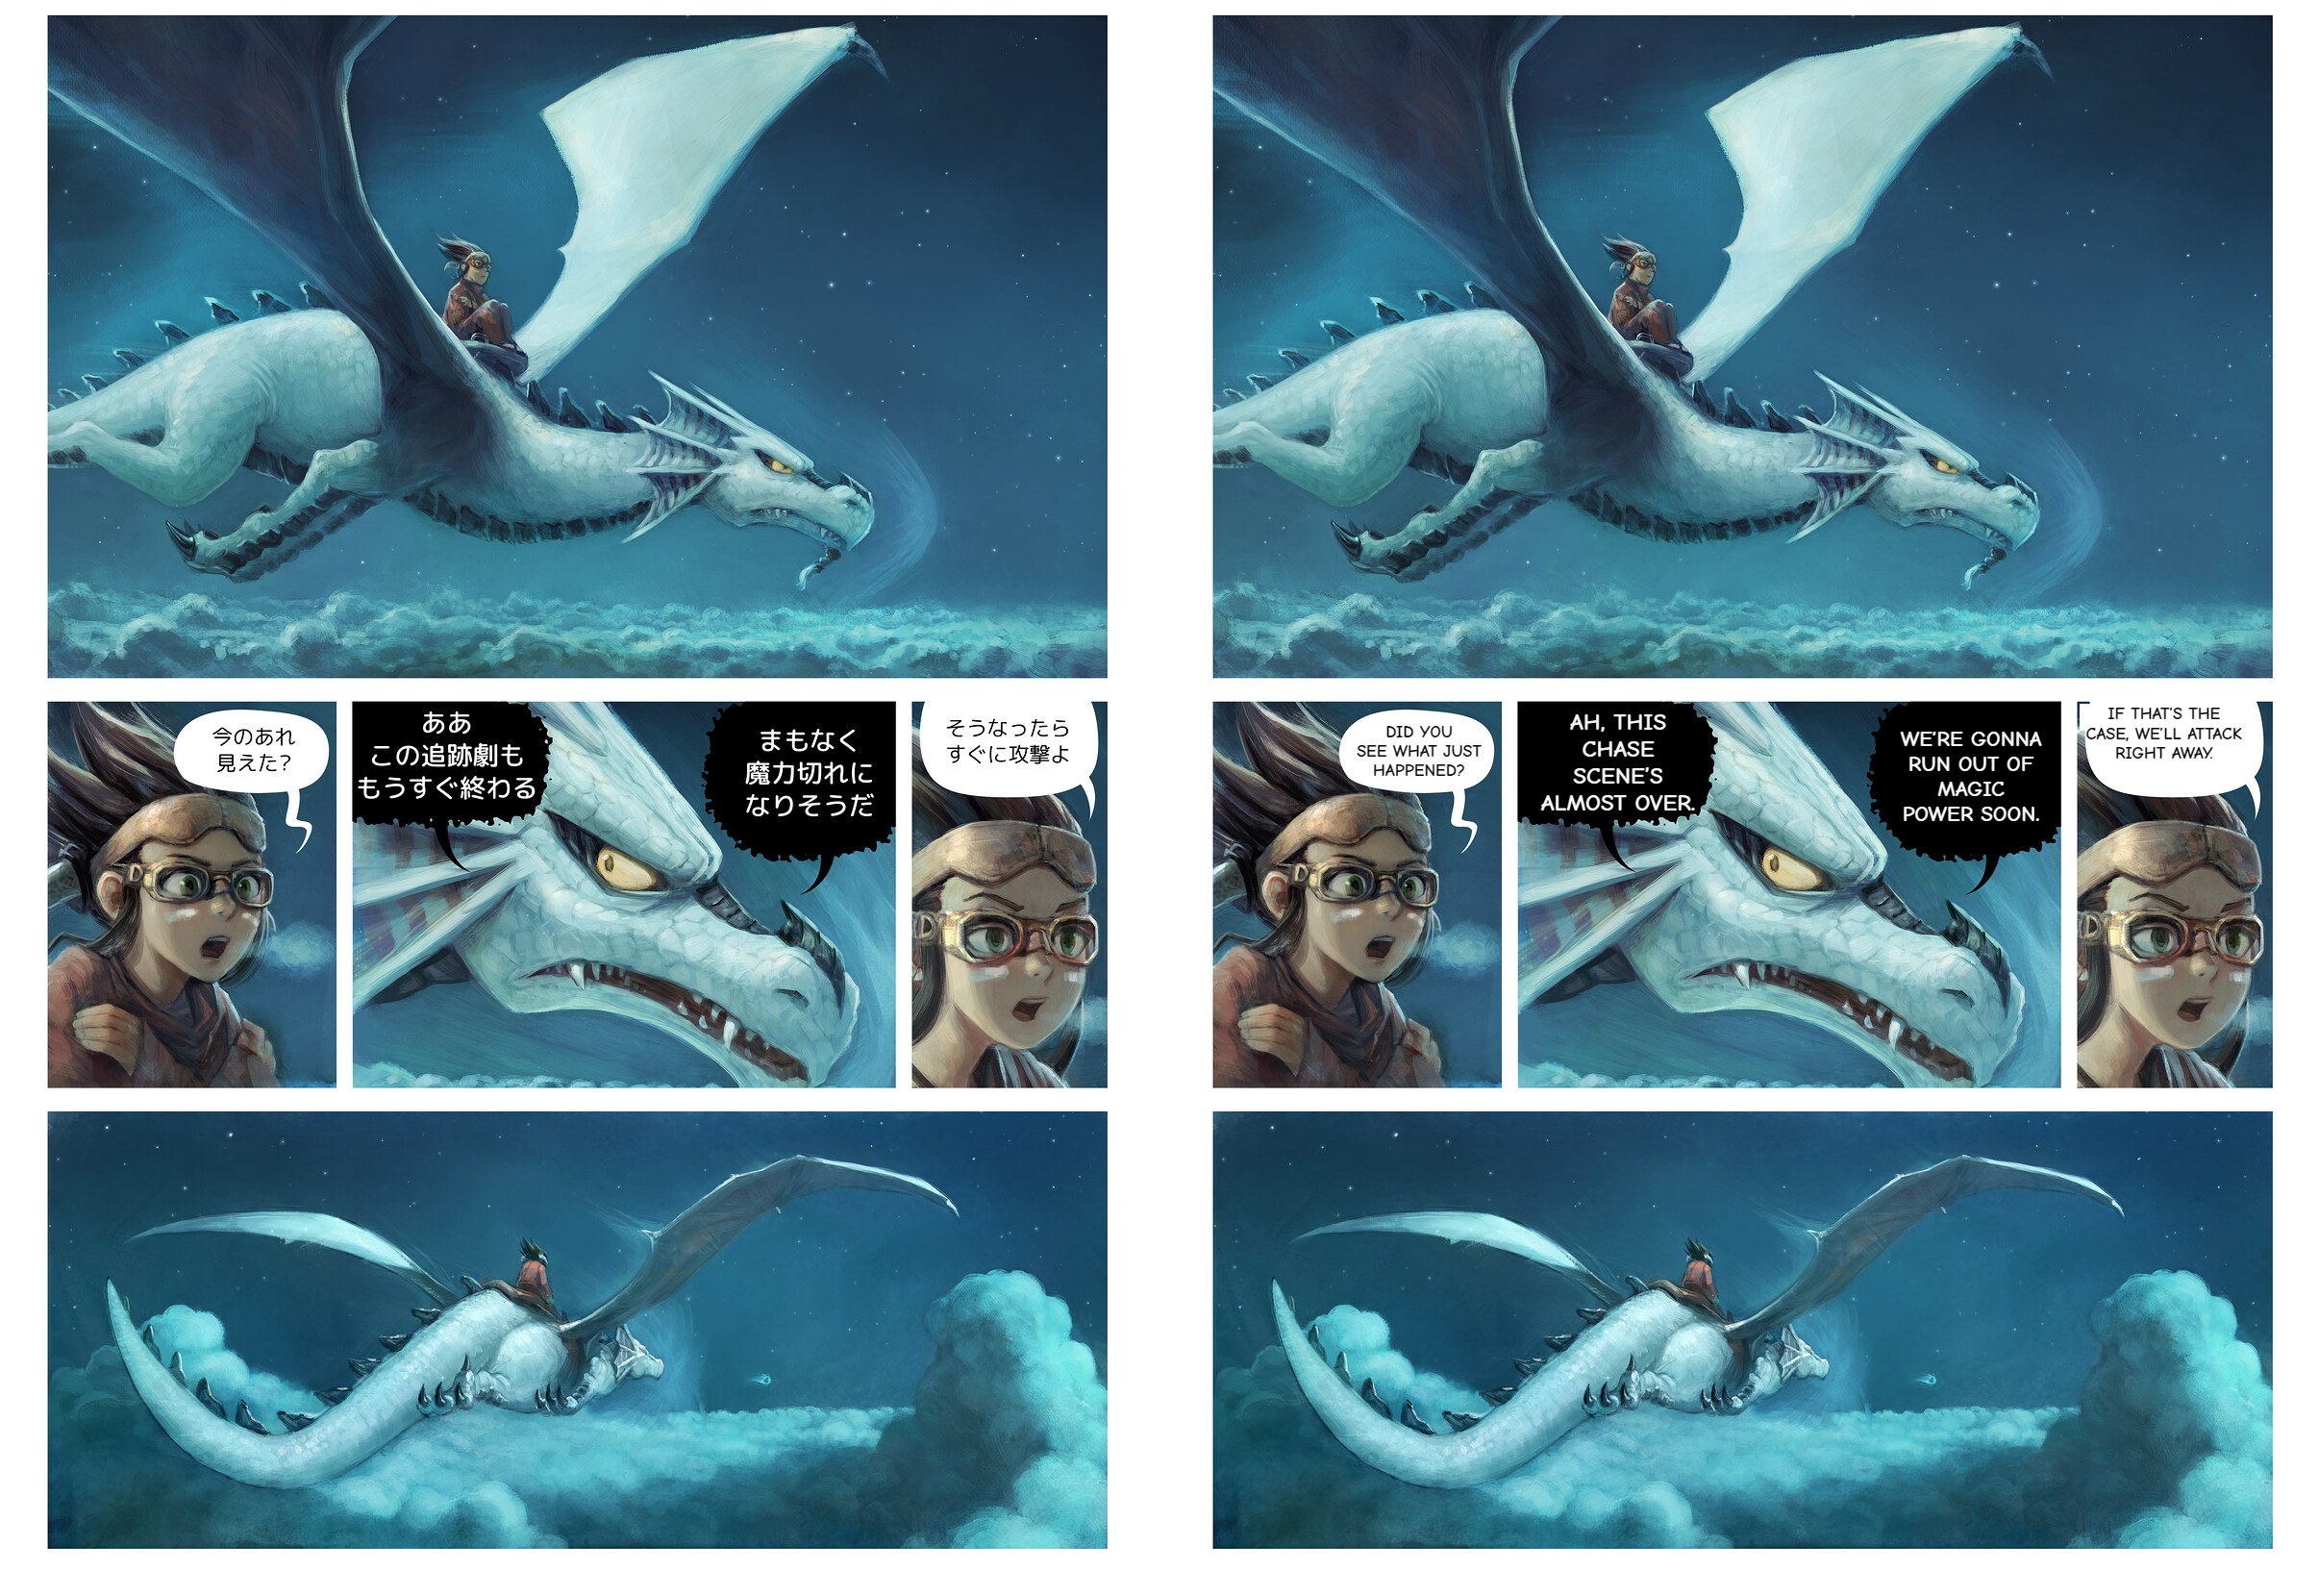 今のあれ
見えた?
ああ
この追跡劇も
もうすぐ終わる
まもなく
魔力切れに
なりそうだ
そうなったら
すぐに攻撃よ
DID YOU
SEE WHAT JUST
HAPPENED?
AH, THIS
CHASE
SCENE'S
ALMOST OVER.
WE'RE GONNA
RUN OUT OF
MAGIC
POWER SOON.
IF THAT'S THE
CASE, WE'LL ATTACK
RIGHT AWAY.